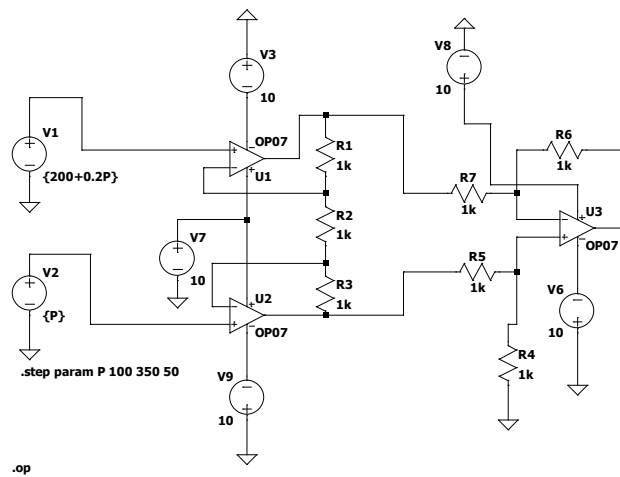 V3
10
V8
10
V1
{200+0.2P}
OP07
U1
R1
1k
R6
1k
R7
1k
R2
1k
U3
OP07
V7
10
R5
1k
V2
{P}
U2
OP07
R3
1k
V6
10
R4
1k
.step param P 100 350 50
V9
10
.op